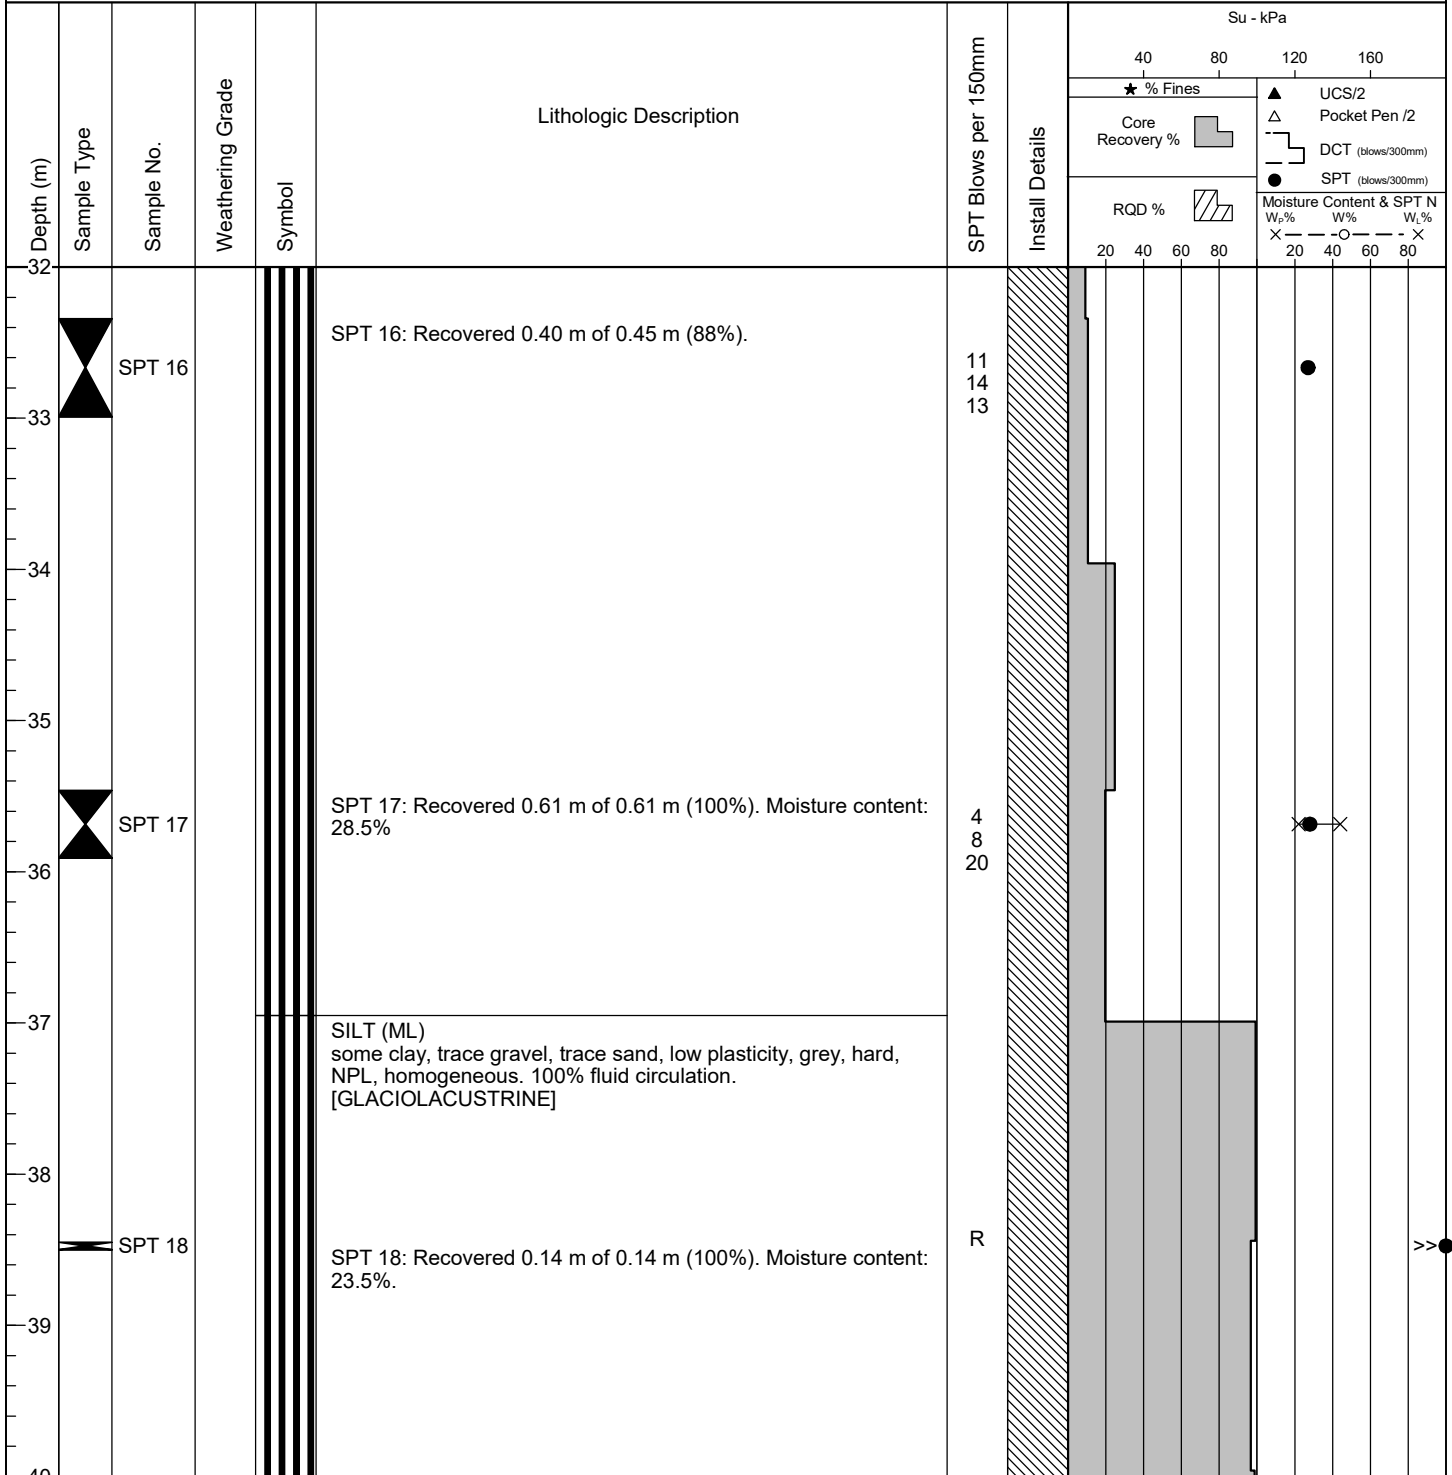 Depth (m)
Sample Type
Sample No.
Weathering Grade
Symbol
Lithologic Description
SPT Blows per 150mm
Install Details
Su - kPa
40 80 120 160
★ % Fines
Core
Recovery %
RQD %
20 40 60 80
▲ UCS/2
△ Pocket Pen /2
DCT (blows/300mm)
● SPT (blows/300mm)
Moisture Content & SPT N
WP% W% WL%
20 40 60 80
32
SPT 16
SPT 16: Recovered 0.40 m of 0.45 m (88%).
11
14
13
33
34
35
SPT 17
SPT 17: Recovered 0.61 m of 0.61 m (100%). Moisture content:
28.5%
4
8
20
36
37
SILT (ML)
some clay, trace gravel, trace sand, low plasticity, grey, hard,
NPL, homogeneous. 100% fluid circulation.
[GLACIOLACUSTRINE]
38
SPT 18
SPT 18: Recovered 0.14 m of 0.14 m (100%). Moisture content:
23.5%.
R
>>
39
40